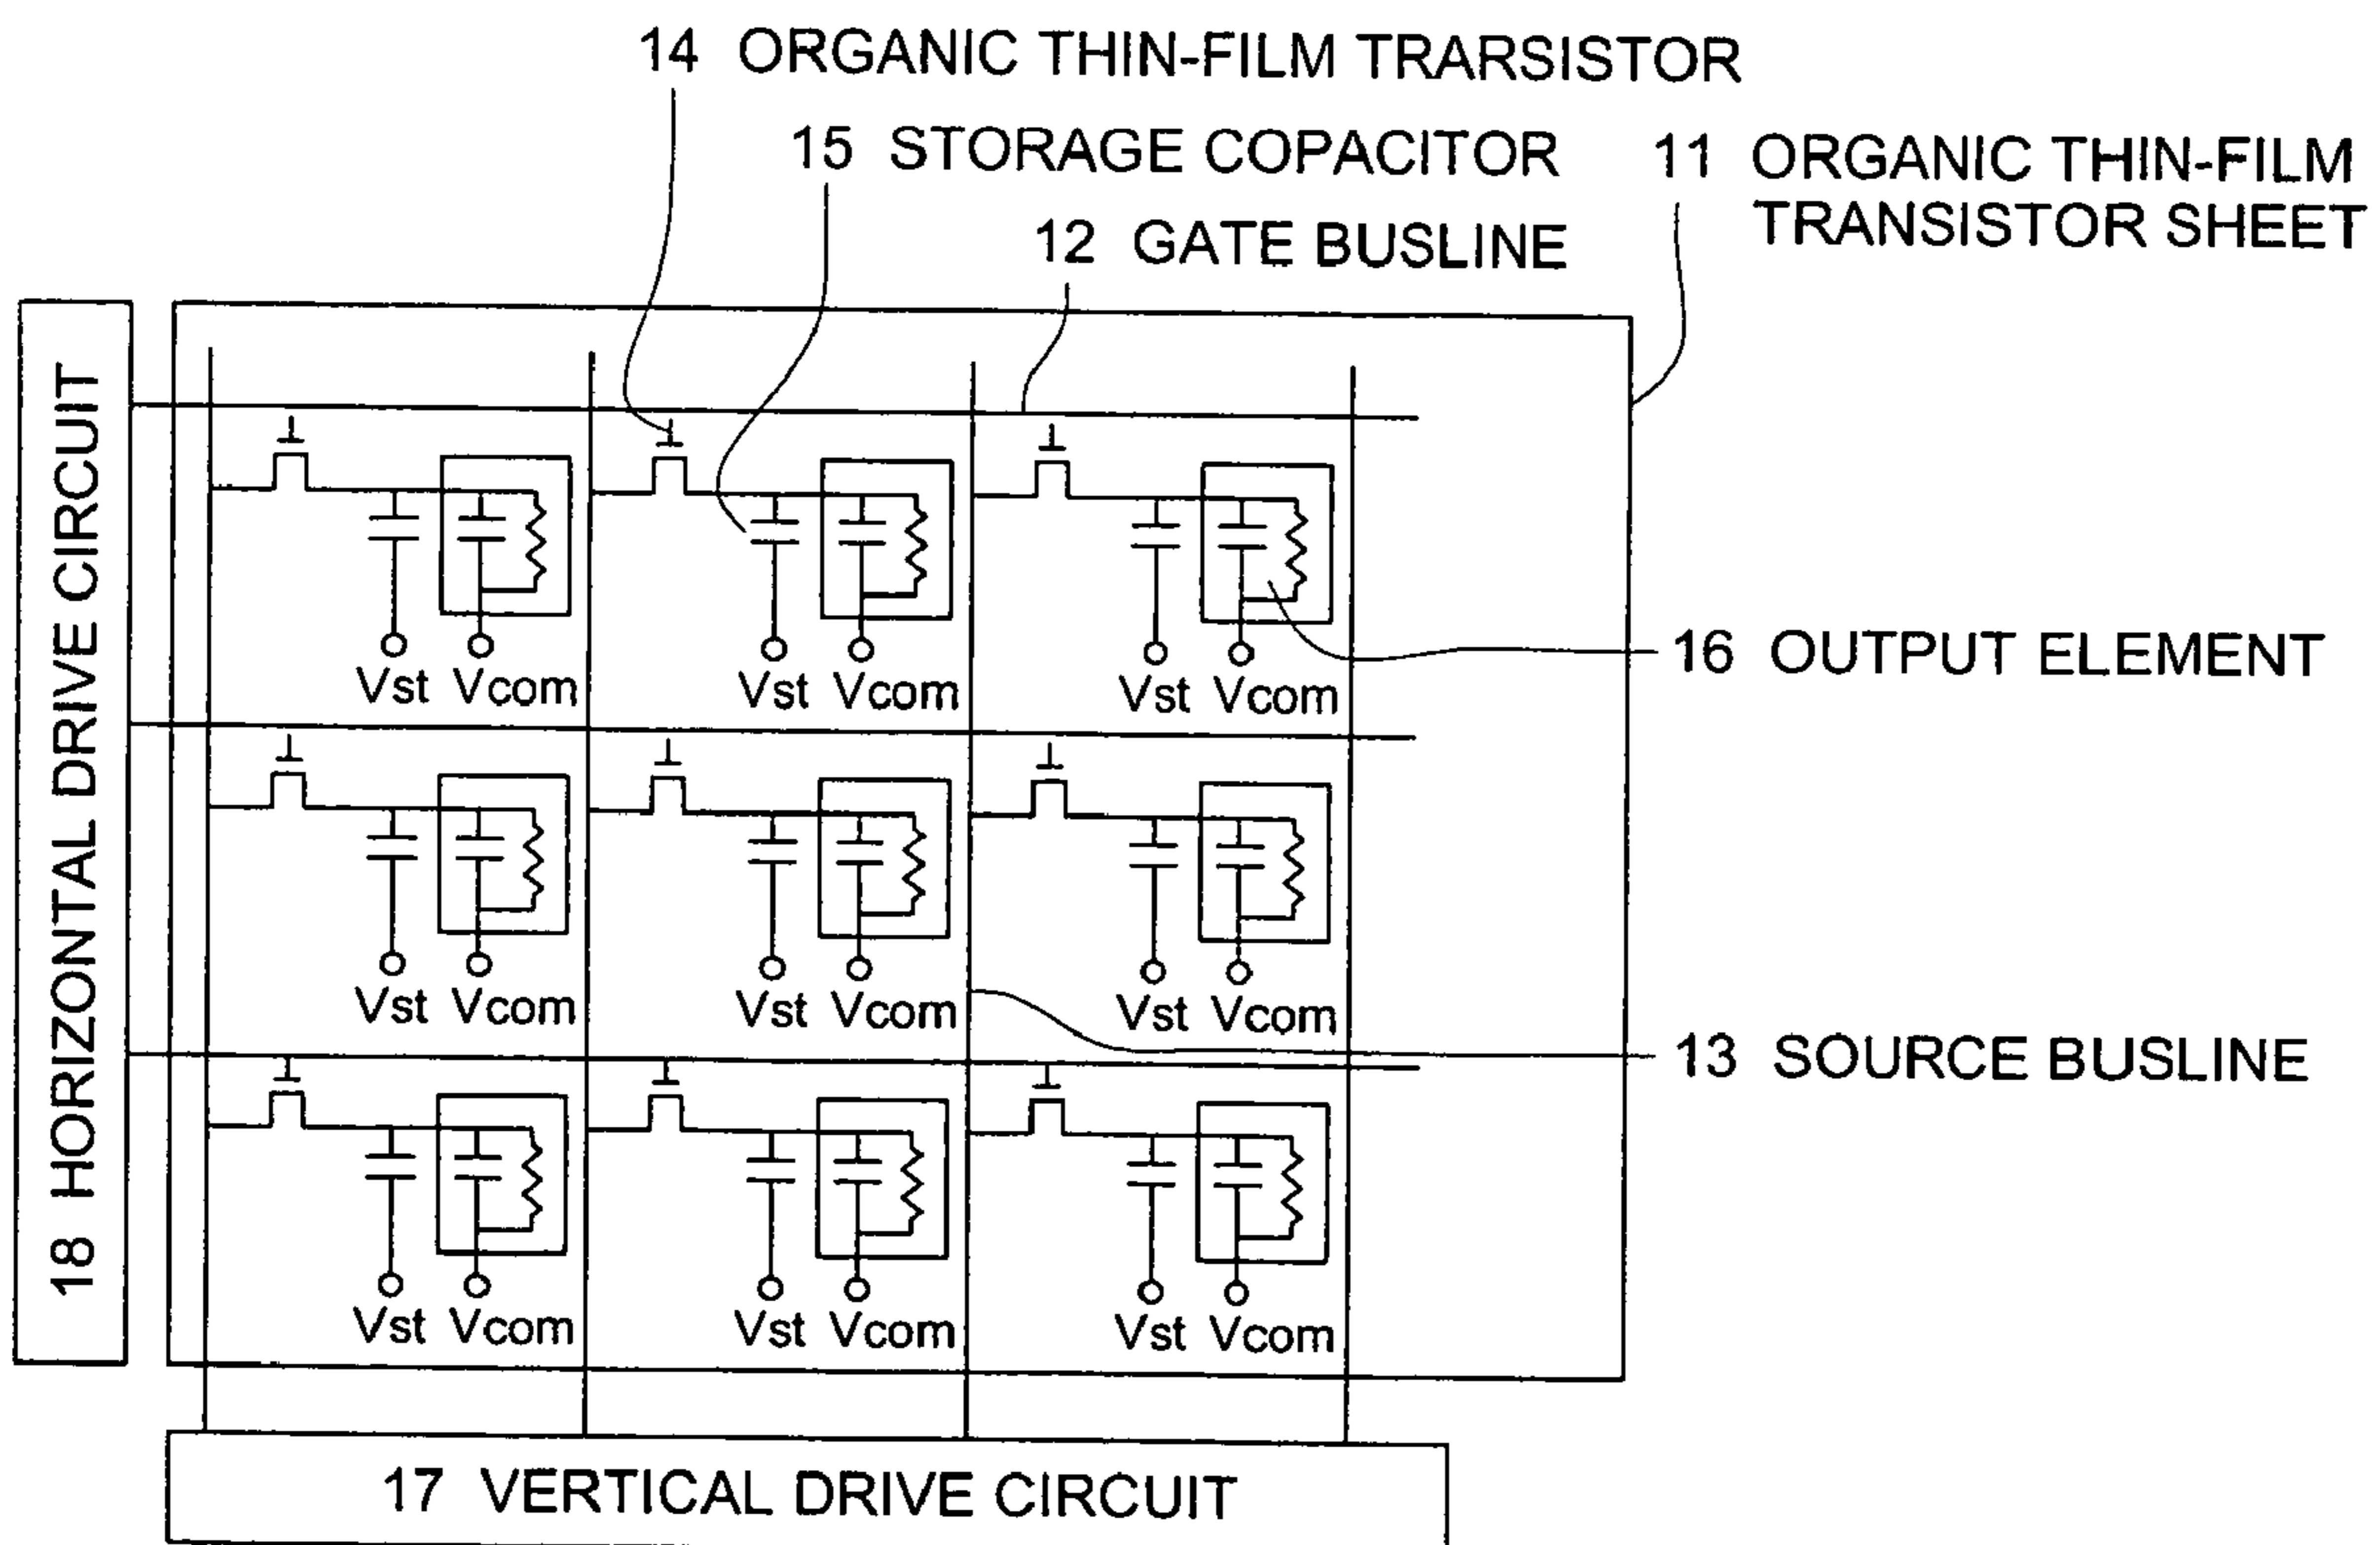 14 ORGANIC THIN-FILM TRARSISTOR
15 STORAGE COPACITOR
11 ORGANIC THIN-FILM
TRANSISTOR SHEET
12 GATE BUSLINE
18 HORIZONTAL DRIVE CIRCUIT
Vst Vcom
Vst Vcom
Vst Vcom
16 OUTPUT ELEMENT
Vst Vcom
Vst Vcom
Vst Vcom
13 SOURCE BUSLINE
Vst Vcom
Vst Vcom
Vst Vcom
17 VERTICAL DRIVE CIRCUIT